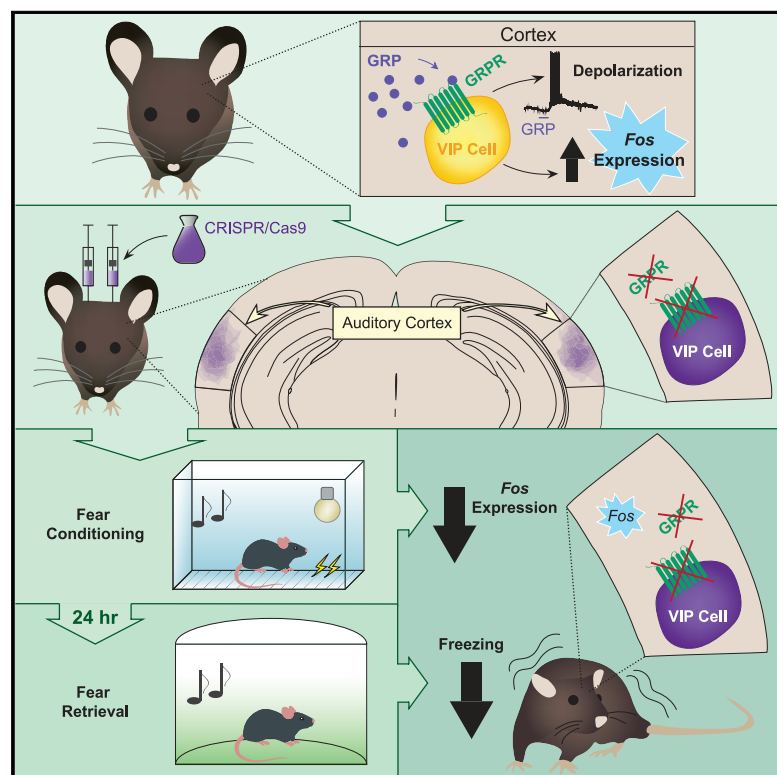 Cortex
GRP
GRPR
Depolarization
GRP
VIP Cell
Fos
Expression
CRISPR/Cas9
Auditory Cortex
GRPR
VIP Cell
Fear
Conditioning
Fos
Expression
Fos
GRPR
VIP Cell
24 hr
Fear
Retrieval
Freezing